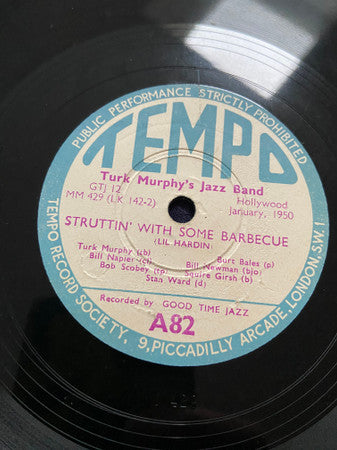 PUBLIC PERFORMANCE STRICTLY PROHIBITED
TEMPO
Turk Murphy's Jazz Band
GTJ 12
MM 429 (LK 142-2)
Hollywood
January, 1950
STRUTTIN' WITH SOME BARBECUE
(LIL HARDIN)
Turk Murphy (tb)
Burt Bales (p)
Bill Napier (cl)
Bill Newman (bjo)
Bob Scobey (tp)
Squire Girsh (b)
Stan Ward (d)
Recorded by GOOD TIME JAZZ
A82
TEMPO RECORD SOCIETY, 9, PICCADILLY ARCADE, LONDON, S.W.1